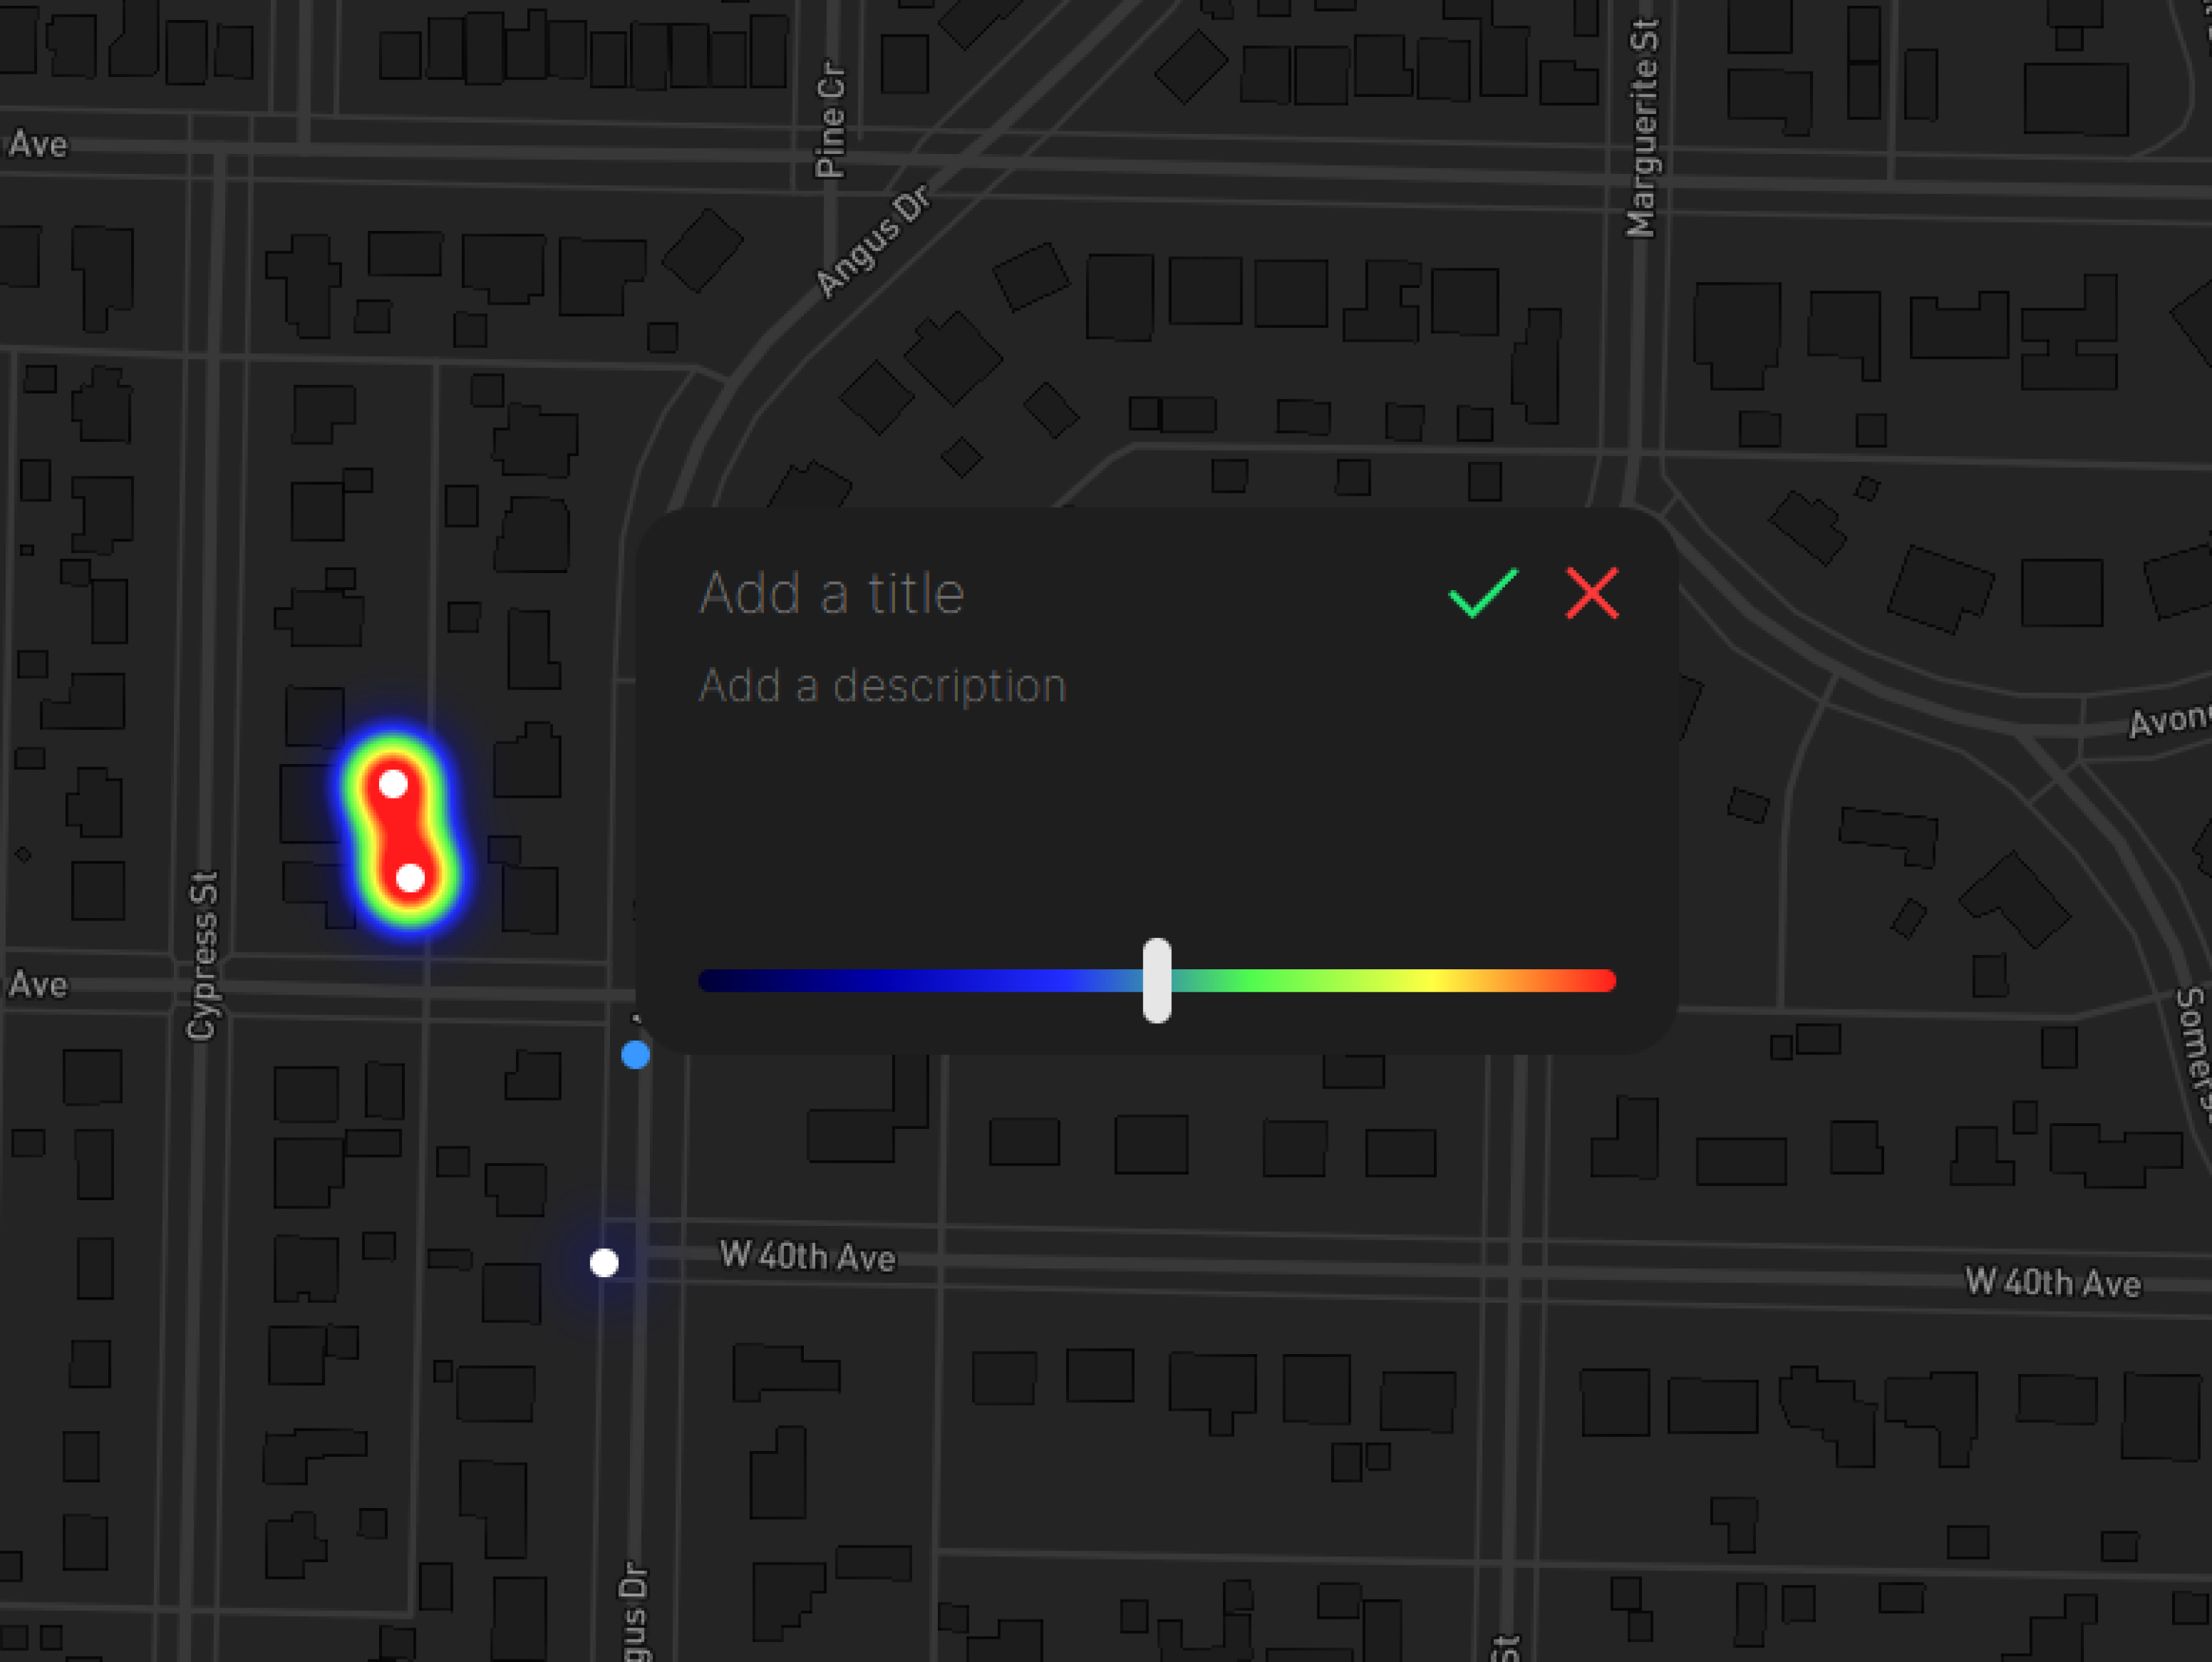 Ave
Pine Cr
Marguerite St
Angus Dr
Add a title
Add a description
Avon
Cypress St
Ave
Somers
W 40th Ave
W 40th Ave
gus Dr
St